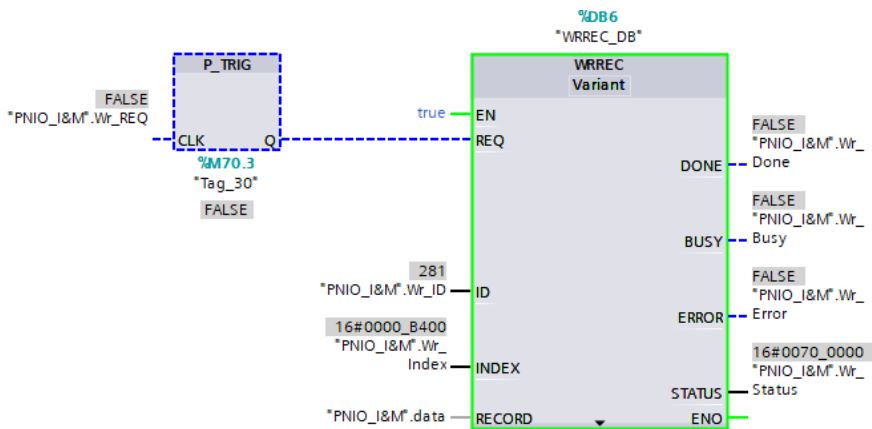 %DB6
"WRREC_DB"
P_TRIG
WRREC
Variant
FALSE
"PNIO_I&M".Wr_REQ
CLK
Q
%M70.3
"Tag_30"
FALSE
true
EN
REQ
DONE
FALSE
"PNIO_I&M".Wr_
Done
BUSY
FALSE
"PNIO_I&M".Wr_
Busy
281
"PNIO_I&M".Wr_ID
ID
ERROR
FALSE
"PNIO_I&M".Wr_
Error
16#0000_B400
"PNIO_I&M".Wr_
Index
INDEX
STATUS
16#0070_0000
"PNIO_I&M".Wr_
Status
"PNIO_I&M".data
RECORD
ENO